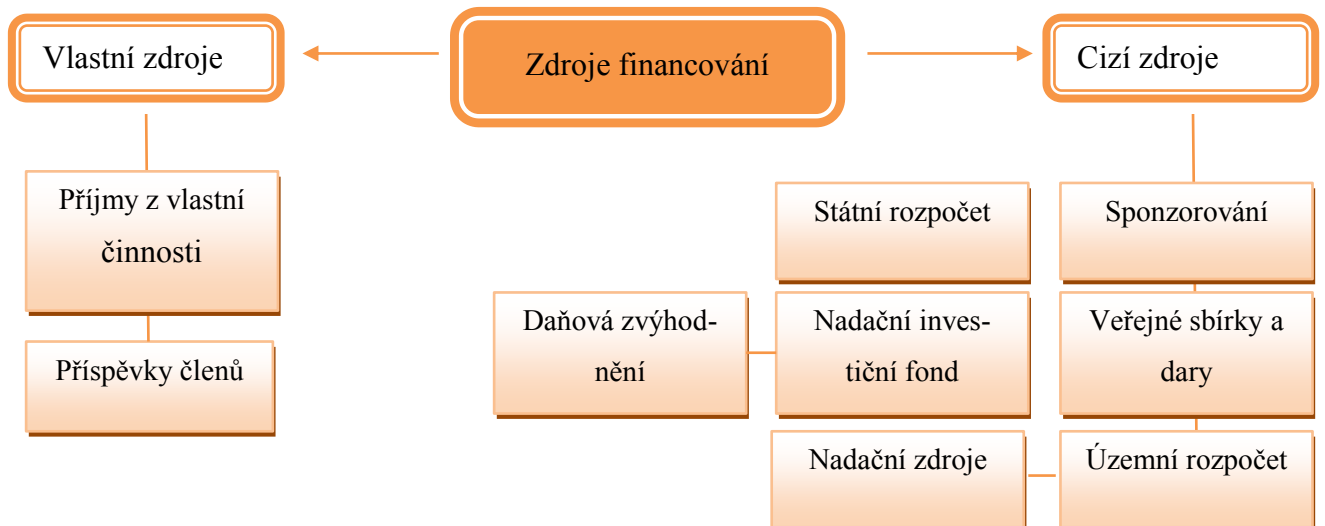 Vlastní zdroje
Zdroje financování
Cizí zdroje
Příjmy z vlastní
činnosti
Státní rozpočet
Sponzorování
Daňová zvýhod-
nění
Nadační inves-
tiční fond
Veřejné sbírky a
dary
Příspěvky členů
Nadační zdroje
Územní rozpočet